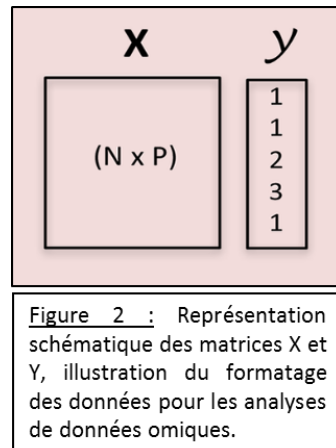 X y
(N x P)
1
1
2
3
1
Figure 2 : Représentation
schématique des matrices X et
Y, illustration du formatage
des données pour les analyses
de données omiques.